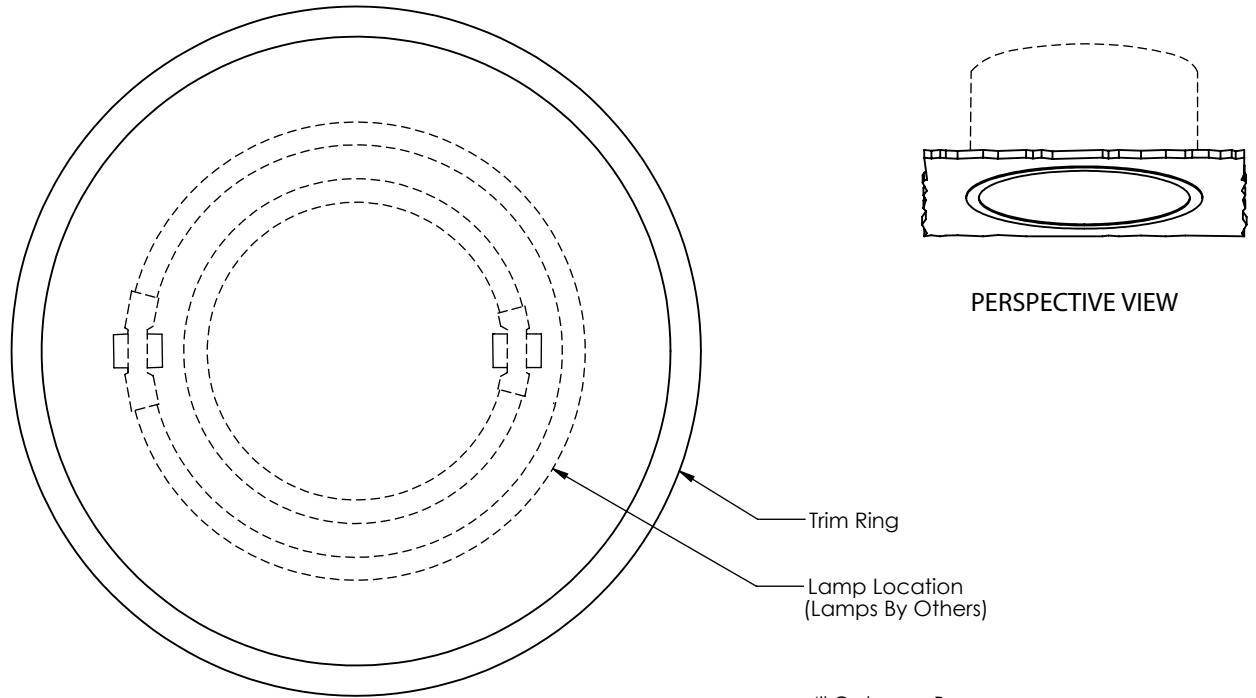 PERSPECTIVE VIEW
Trim Ring
Lamp Location
(Lamps By Others)